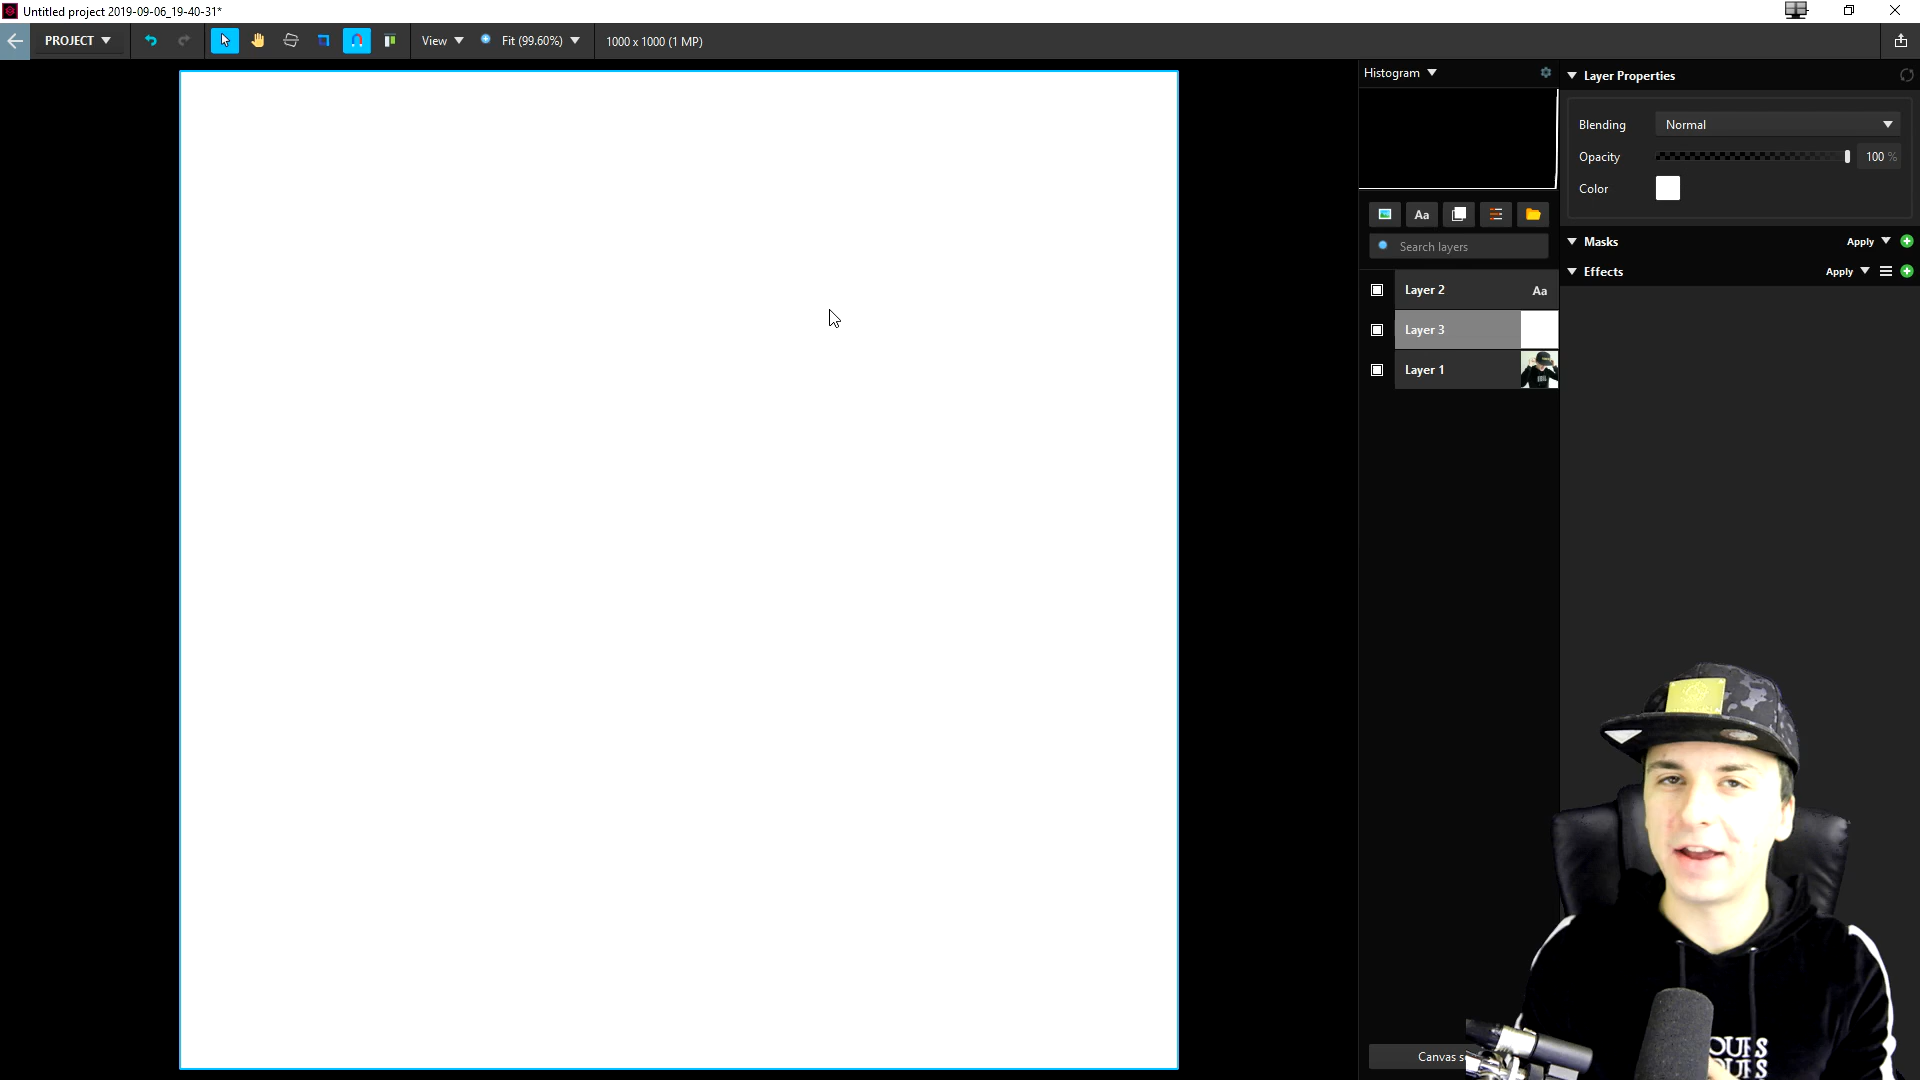 Untitled project 2019-09-06_19-40-31*
PROJECT
View
Fit (99.60%)
1000 x 1000 (1 MP)
Histogram
Aa
Search layers
Layer 2 Aa
Layer 3
Layer 1
Canvas s
Layer Properties
Blending Normal
Opacity 100 %
Color
Masks Apply
Effects Apply